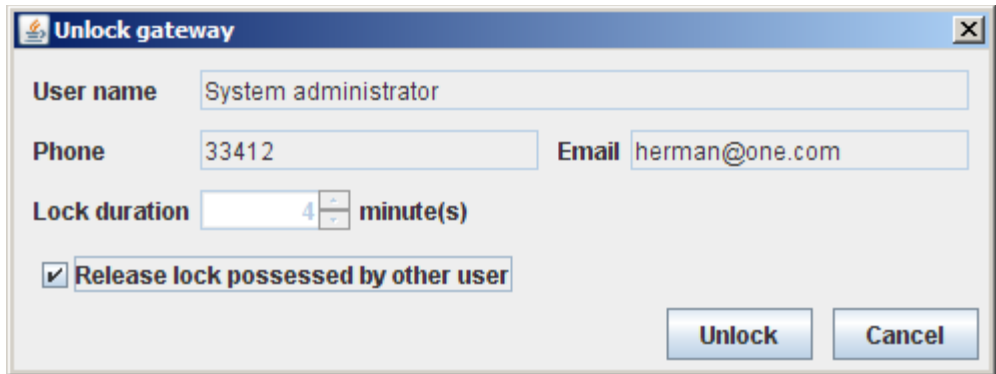 Unlock gateway
User name System administrator
Phone 33412 Email herman@one.com
Lock duration 4 minute(s)
Release lock possessed by other user
Unlock Cancel